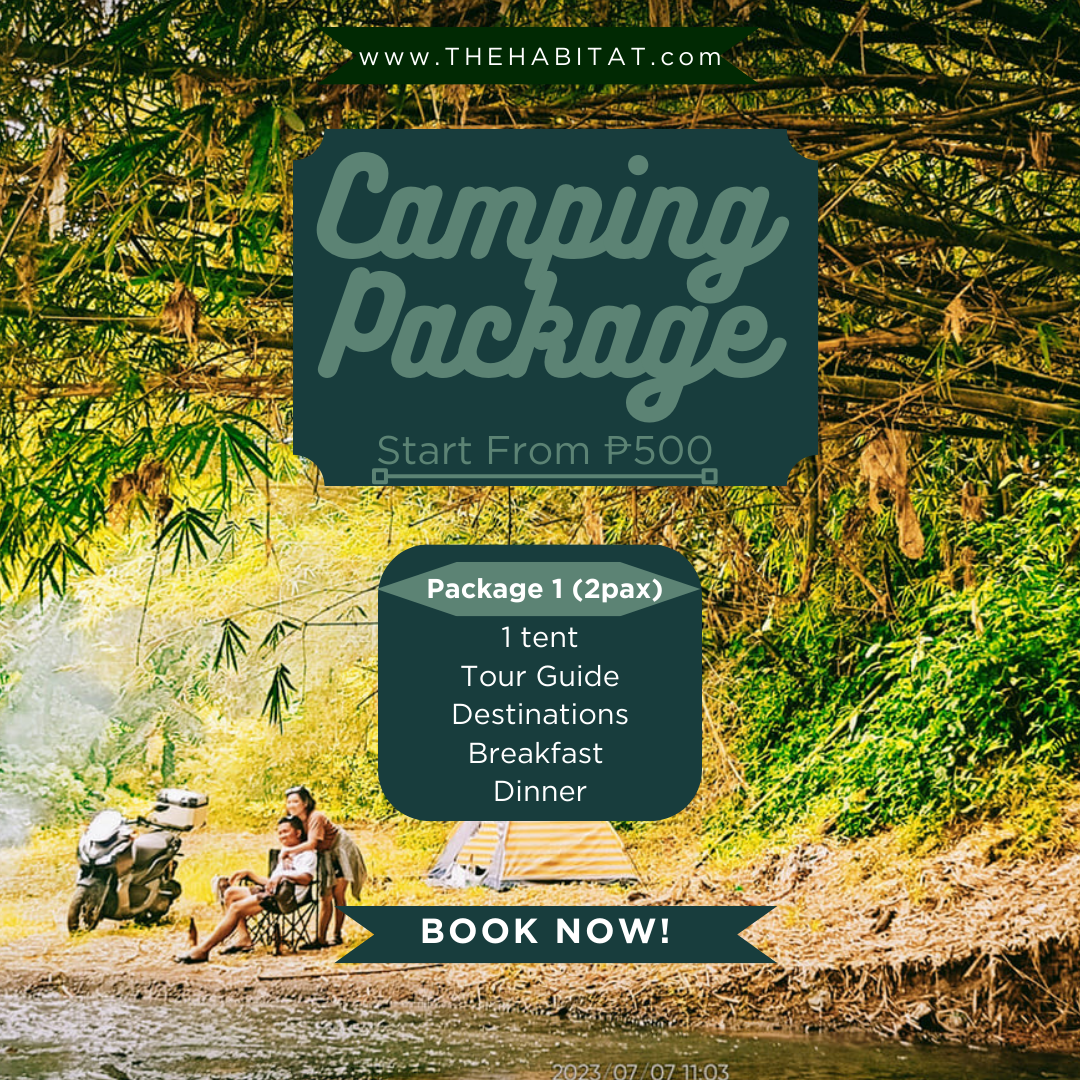 www.THEHABITAT.com
Camping
Package
Start From ₱500
Package 1 (2pax)
1 tent
Tour Guide
Destinations
Breakfast
Dinner
BOOK NOW!
2023/07/07 11:03